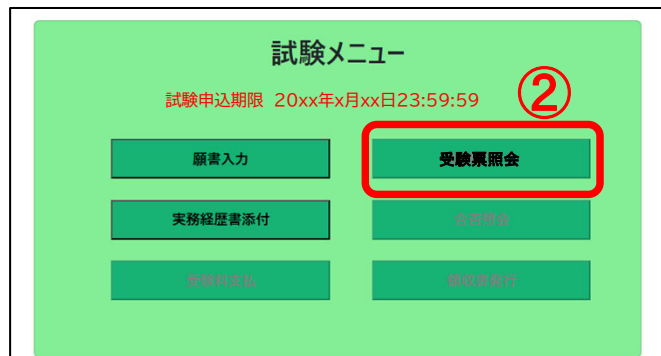 試験メニュー
試験申込期限 20xx年x月xx日23:59:59
②
願書入力
受験票照会
実務経歴書添付
合否照会
受験料支払
領収票発行